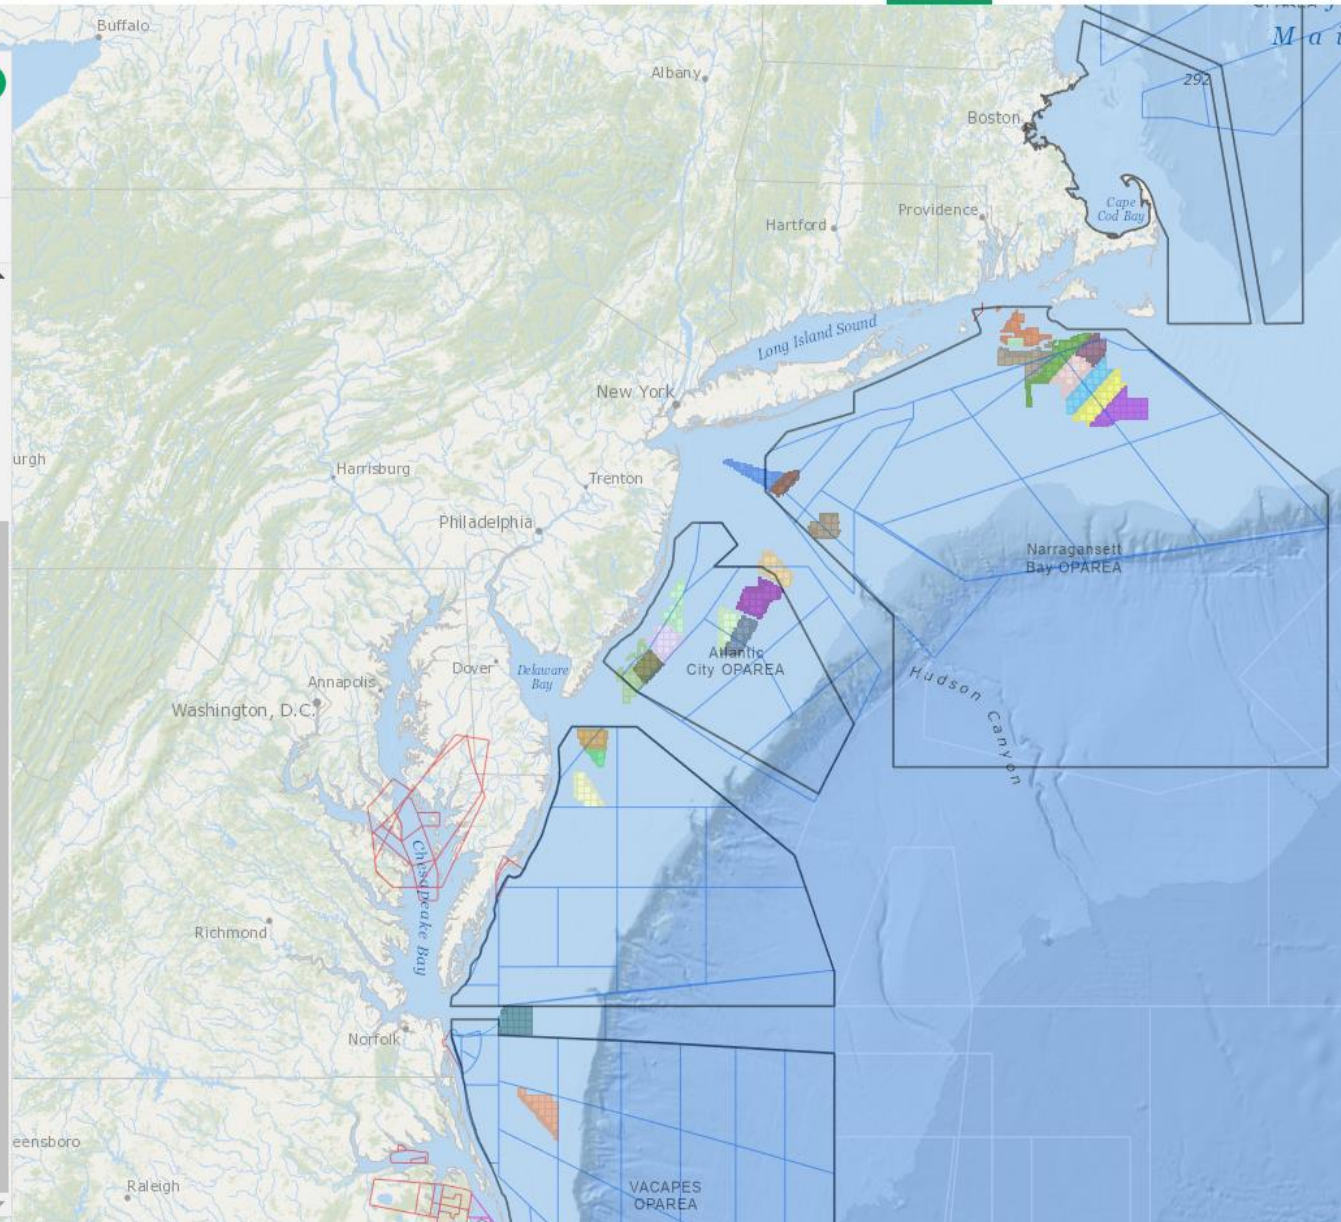 Buffalo
Albany
292
Boston
Cape
Cod Bay
Providence
Hartford
Long Island Sound
New York
urgh
Harrisburg
Trenton
Philadelphia
Narragansett
Bay OPAREA
Atlantic
City OPAREA
Dover
Delaware
Bay
Annapolis
Washington, D.C.
Hudson Canyon
Chesapeake Bay
Richmond
Norfolk
eensboro
Raleigh
VACAPES
OPAREA